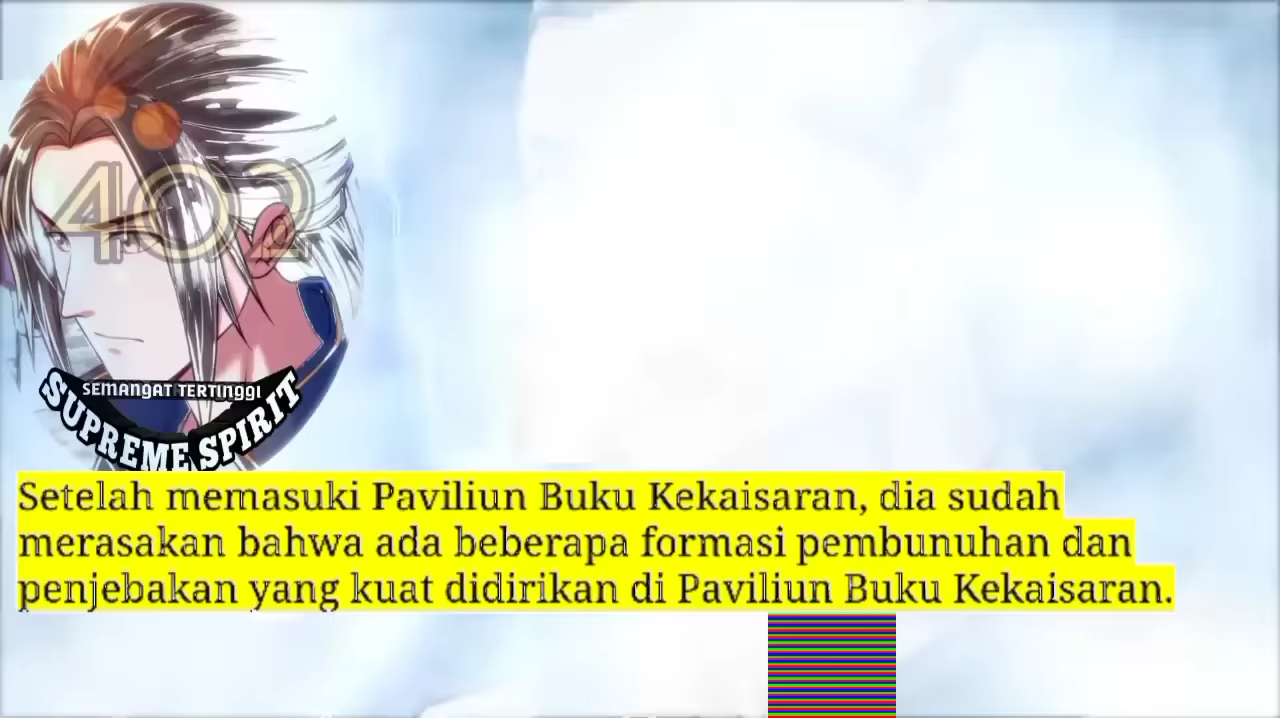 402
SEMANGAT TERTINGGI
SUPREME SPIRIT
Setelah memasuki Paviliun Buku Kekaisaran, dia sudah
merasakan bahwa ada beberapa formasi pembunuhan dan
penjebakan yang kuat didirikan di Paviliun Buku Kekaisaran.